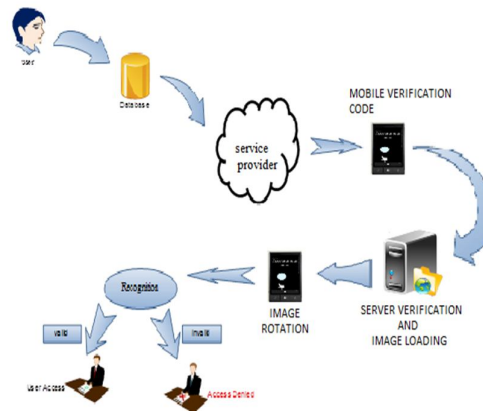 user
Database
service
provider
MOBILE VERIFICATION
CODE
SERVER VERIFICATION
AND
IMAGE LOADING
IMAGE
ROTATION
Recognition
valid
Invalid
User Access
Access Denied